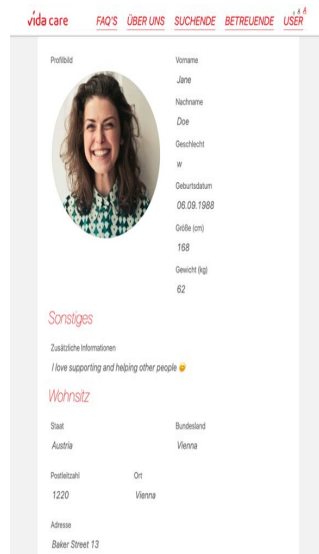 vida care FAQ'S ÜBER UNS SUCHENDE BETREUENDE USER
Profilbild
Vorname
Jane
Nachname
Doe
Geschlecht
w
Geburtsdatum
06.09.1988
Größe (cm)
168
Gewicht (kg)
62
Sonstiges
Zusätzliche Informationen
I love supporting and helping other people 😊
Wohnsitz
Staat Bundesland
Austria Vienna
Postleitzahl Ort
1220 Vienna
Adresse
Baker Street 13